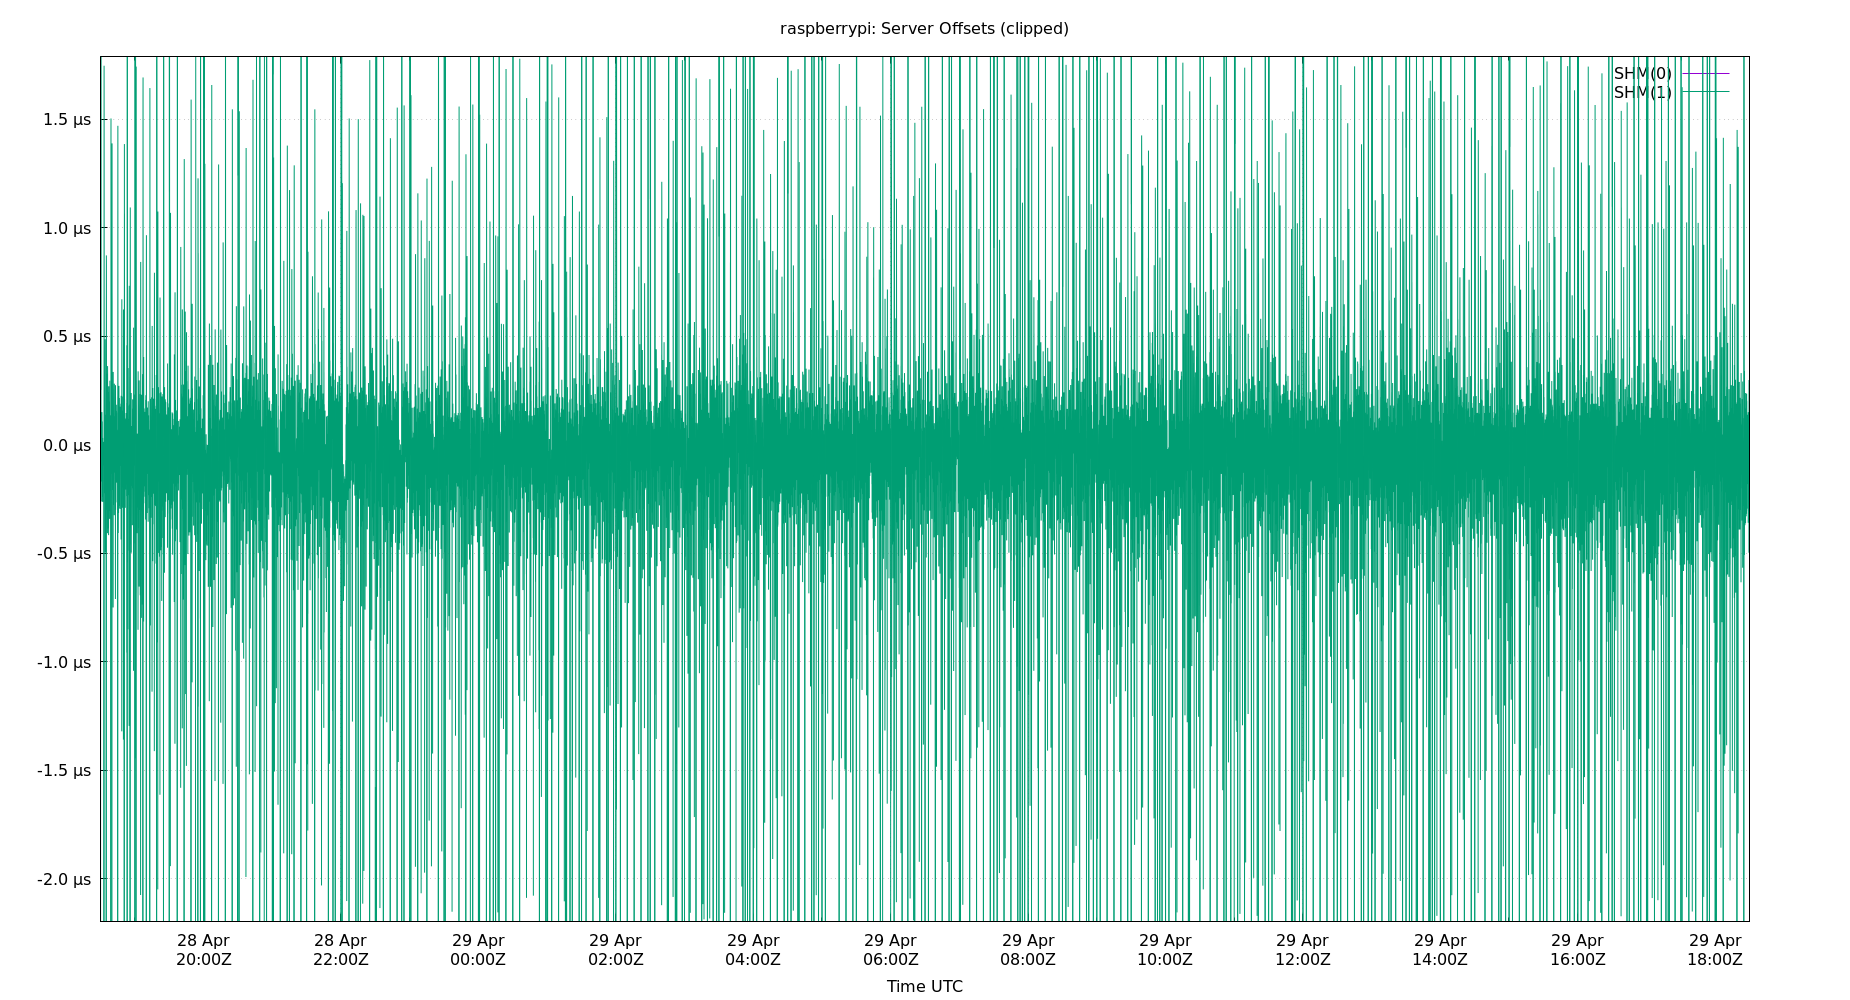 raspberrypi: Server Offsets (clipped)
SHM(0)
SHM(1)
1.5 µs
1.0 µs
0.5 µs
0.0 µs
-0.5 µs
-1.0 µs
-1.5 µs
-2.0 µs
28 Apr 28 Apr 29 Apr 29 Apr 29 Apr 29 Apr 29 Apr 29 Apr 29 Apr 29 Apr 29 Apr 29 Apr
20:00Z 22:00Z 00:00Z 02:00Z 04:00Z 06:00Z 08:00Z 10:00Z 12:00Z 14:00Z 16:00Z 18:00Z
Time UTC